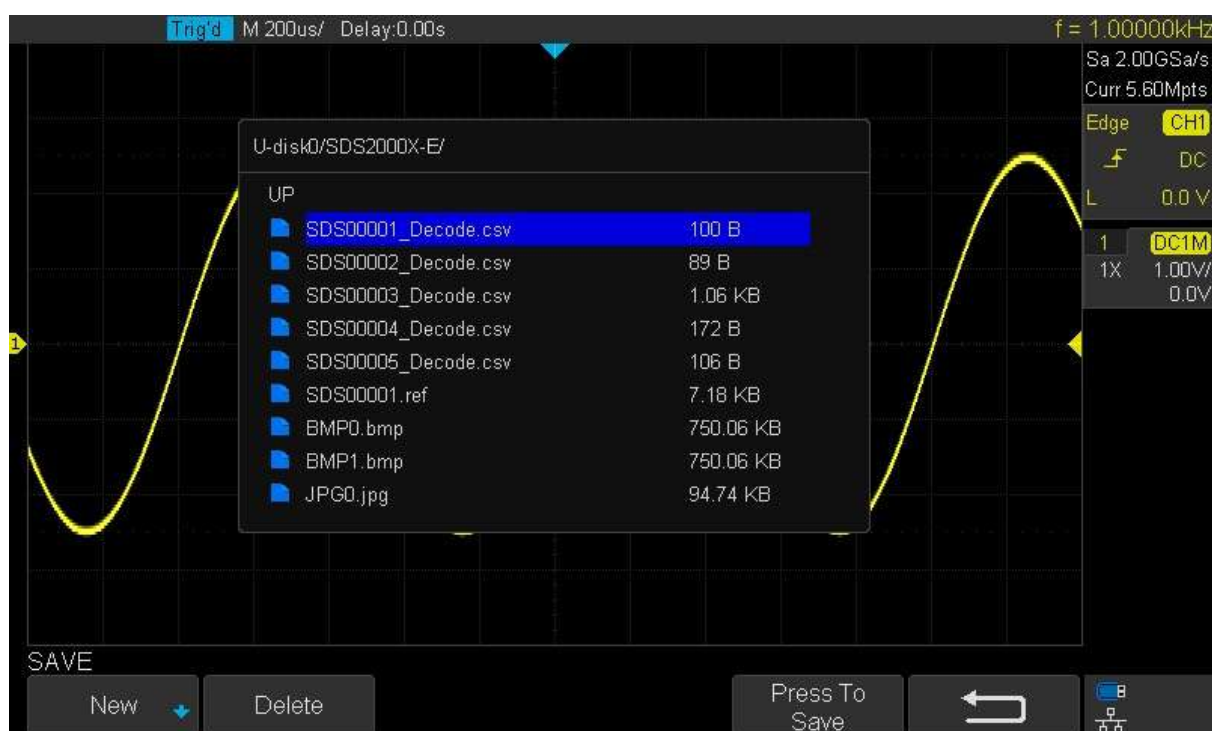 Trig'd M 200us/ Delay:0.00s f = 1.00000kHz
Sa 2.00GSa/s
Curr 5.60Mpts
Edge CH1
DC
L 0.0 V
1 DC1M
1X 1.00V/
0.0V
1
U-disk0/SDS2000X-E/
UP
SDS00001_Decode.csv 100 B
SDS00002_Decode.csv 89 B
SDS00003_Decode.csv 1.06 KB
SDS00004_Decode.csv 172 B
SDS00005_Decode.csv 106 B
SDS00001.ref 7.18 KB
BMP0.bmp 750.06 KB
BMP1.bmp 750.06 KB
JPG0.jpg 94.74 KB
SAVE
New Delete Press To
Save
B